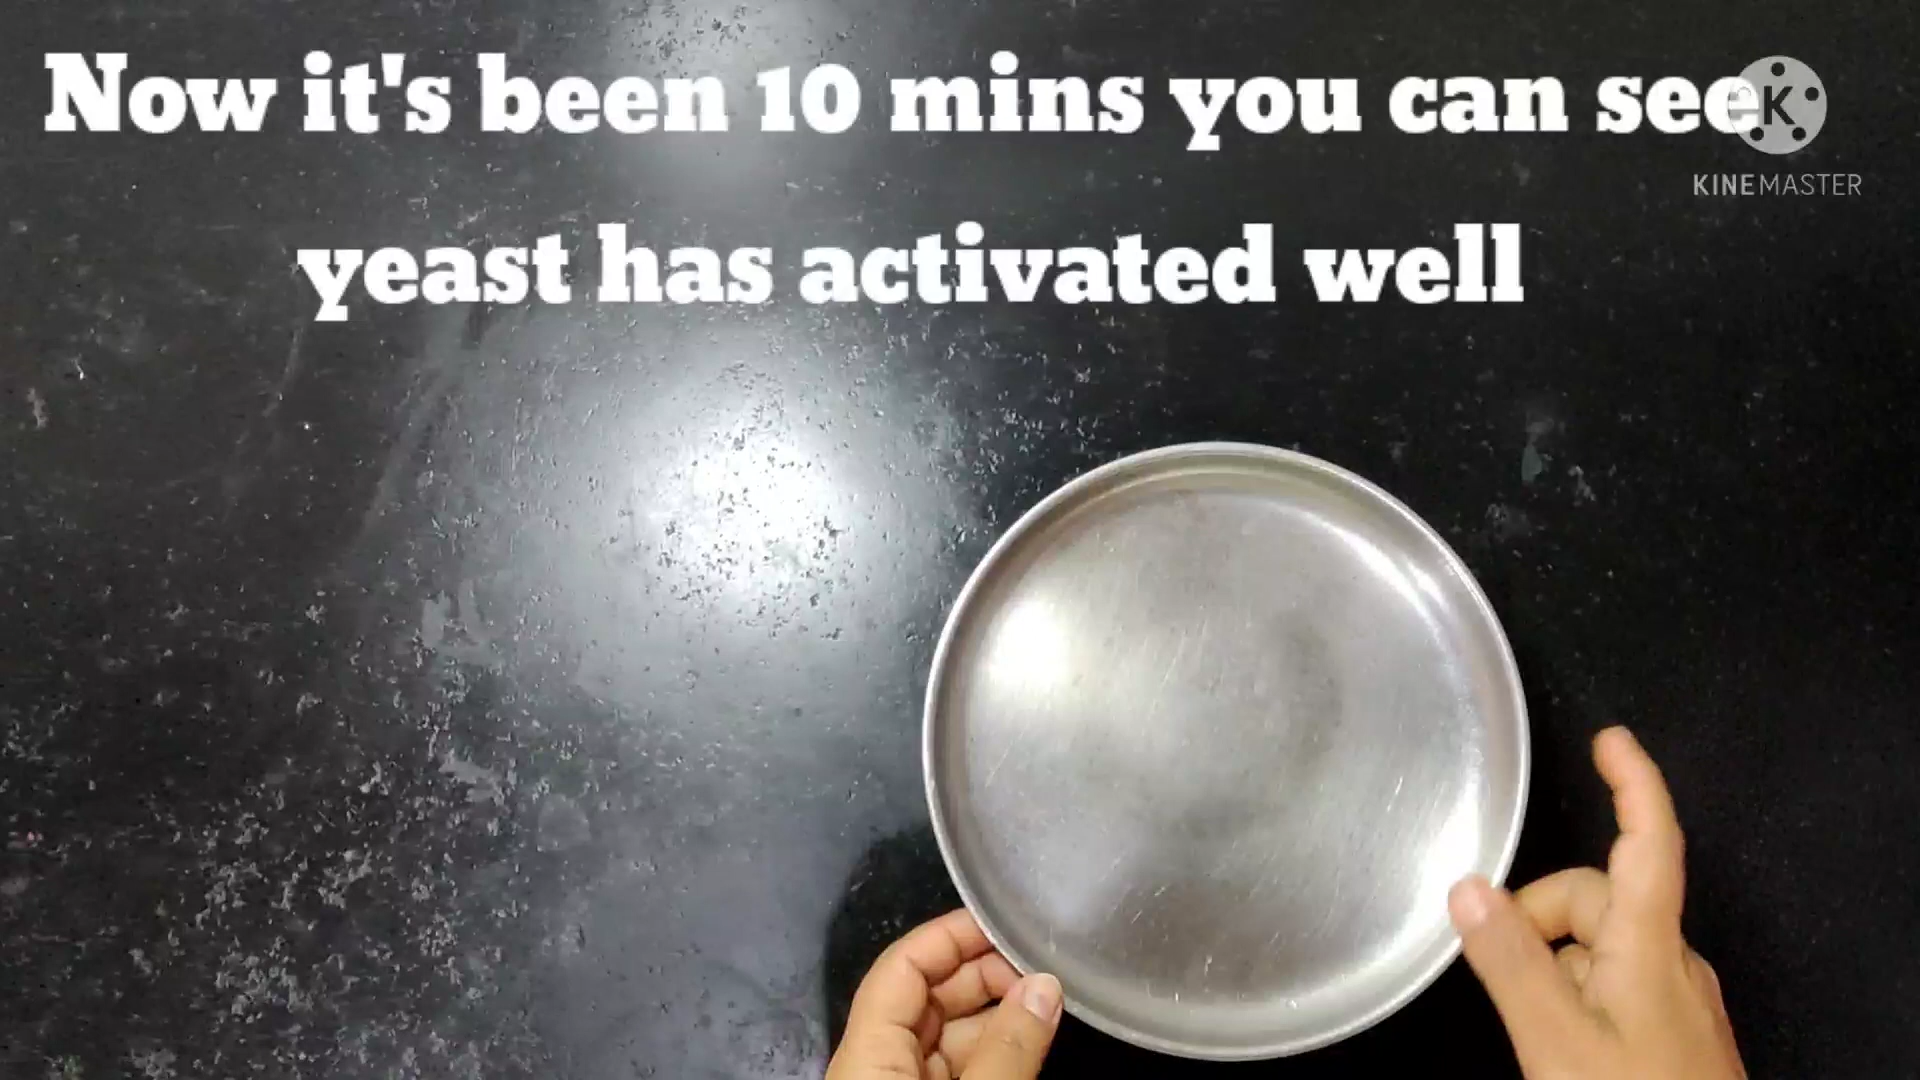 Now it's been 10 mins you can see
yeast has activated well
K
KINEMASTER